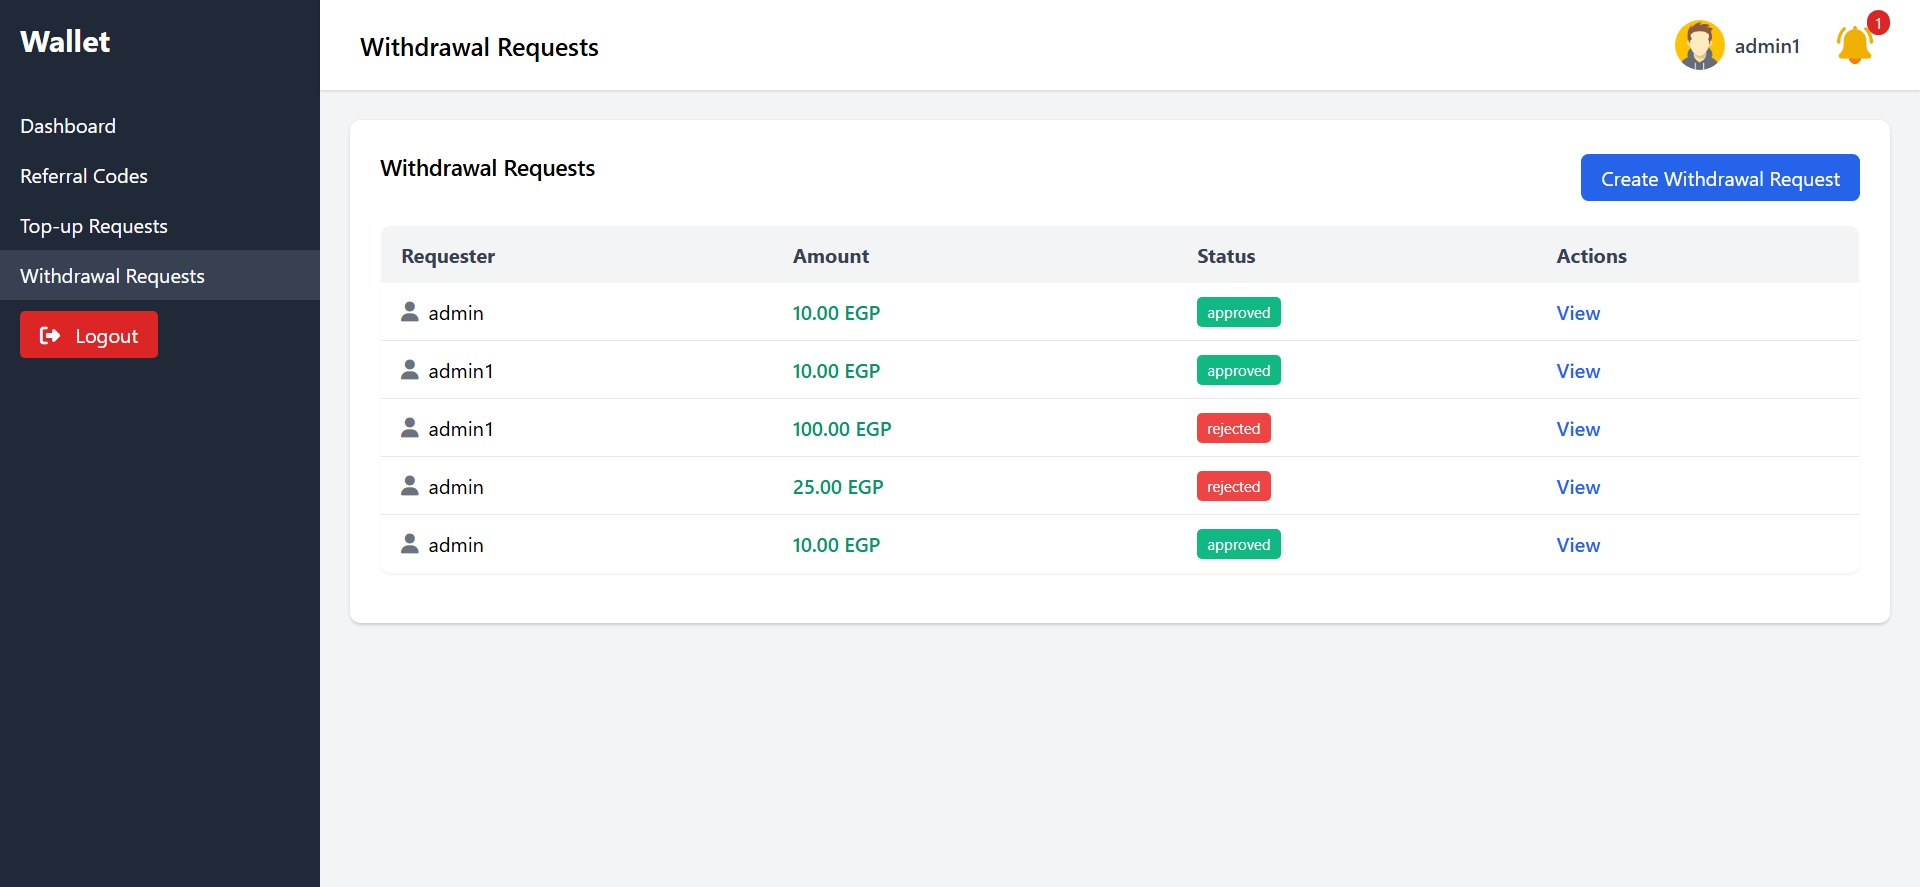 Wallet
Dashboard
Referral Codes
Top-up Requests
Withdrawal Requests
Logout
Withdrawal Requests
admin1
1
Withdrawal Requests
Create Withdrawal Request
Requester Amount Status Actions
admin 10.00 EGP approved View
admin1 10.00 EGP approved View
admin1 100.00 EGP rejected View
admin 25.00 EGP rejected View
admin 10.00 EGP approved View